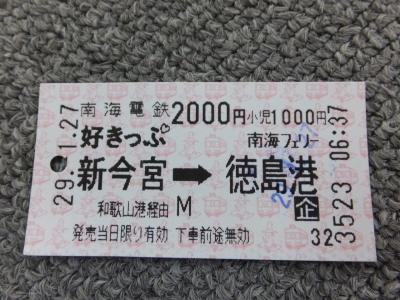 南海電鉄 2000円 小児1000円
好きっぷ♡ 南海フェリー
新今宮➡徳島港
和歌山港経由 M 企
発売当日限り有効 下車前途無効
29.-1.27
323523 06:37